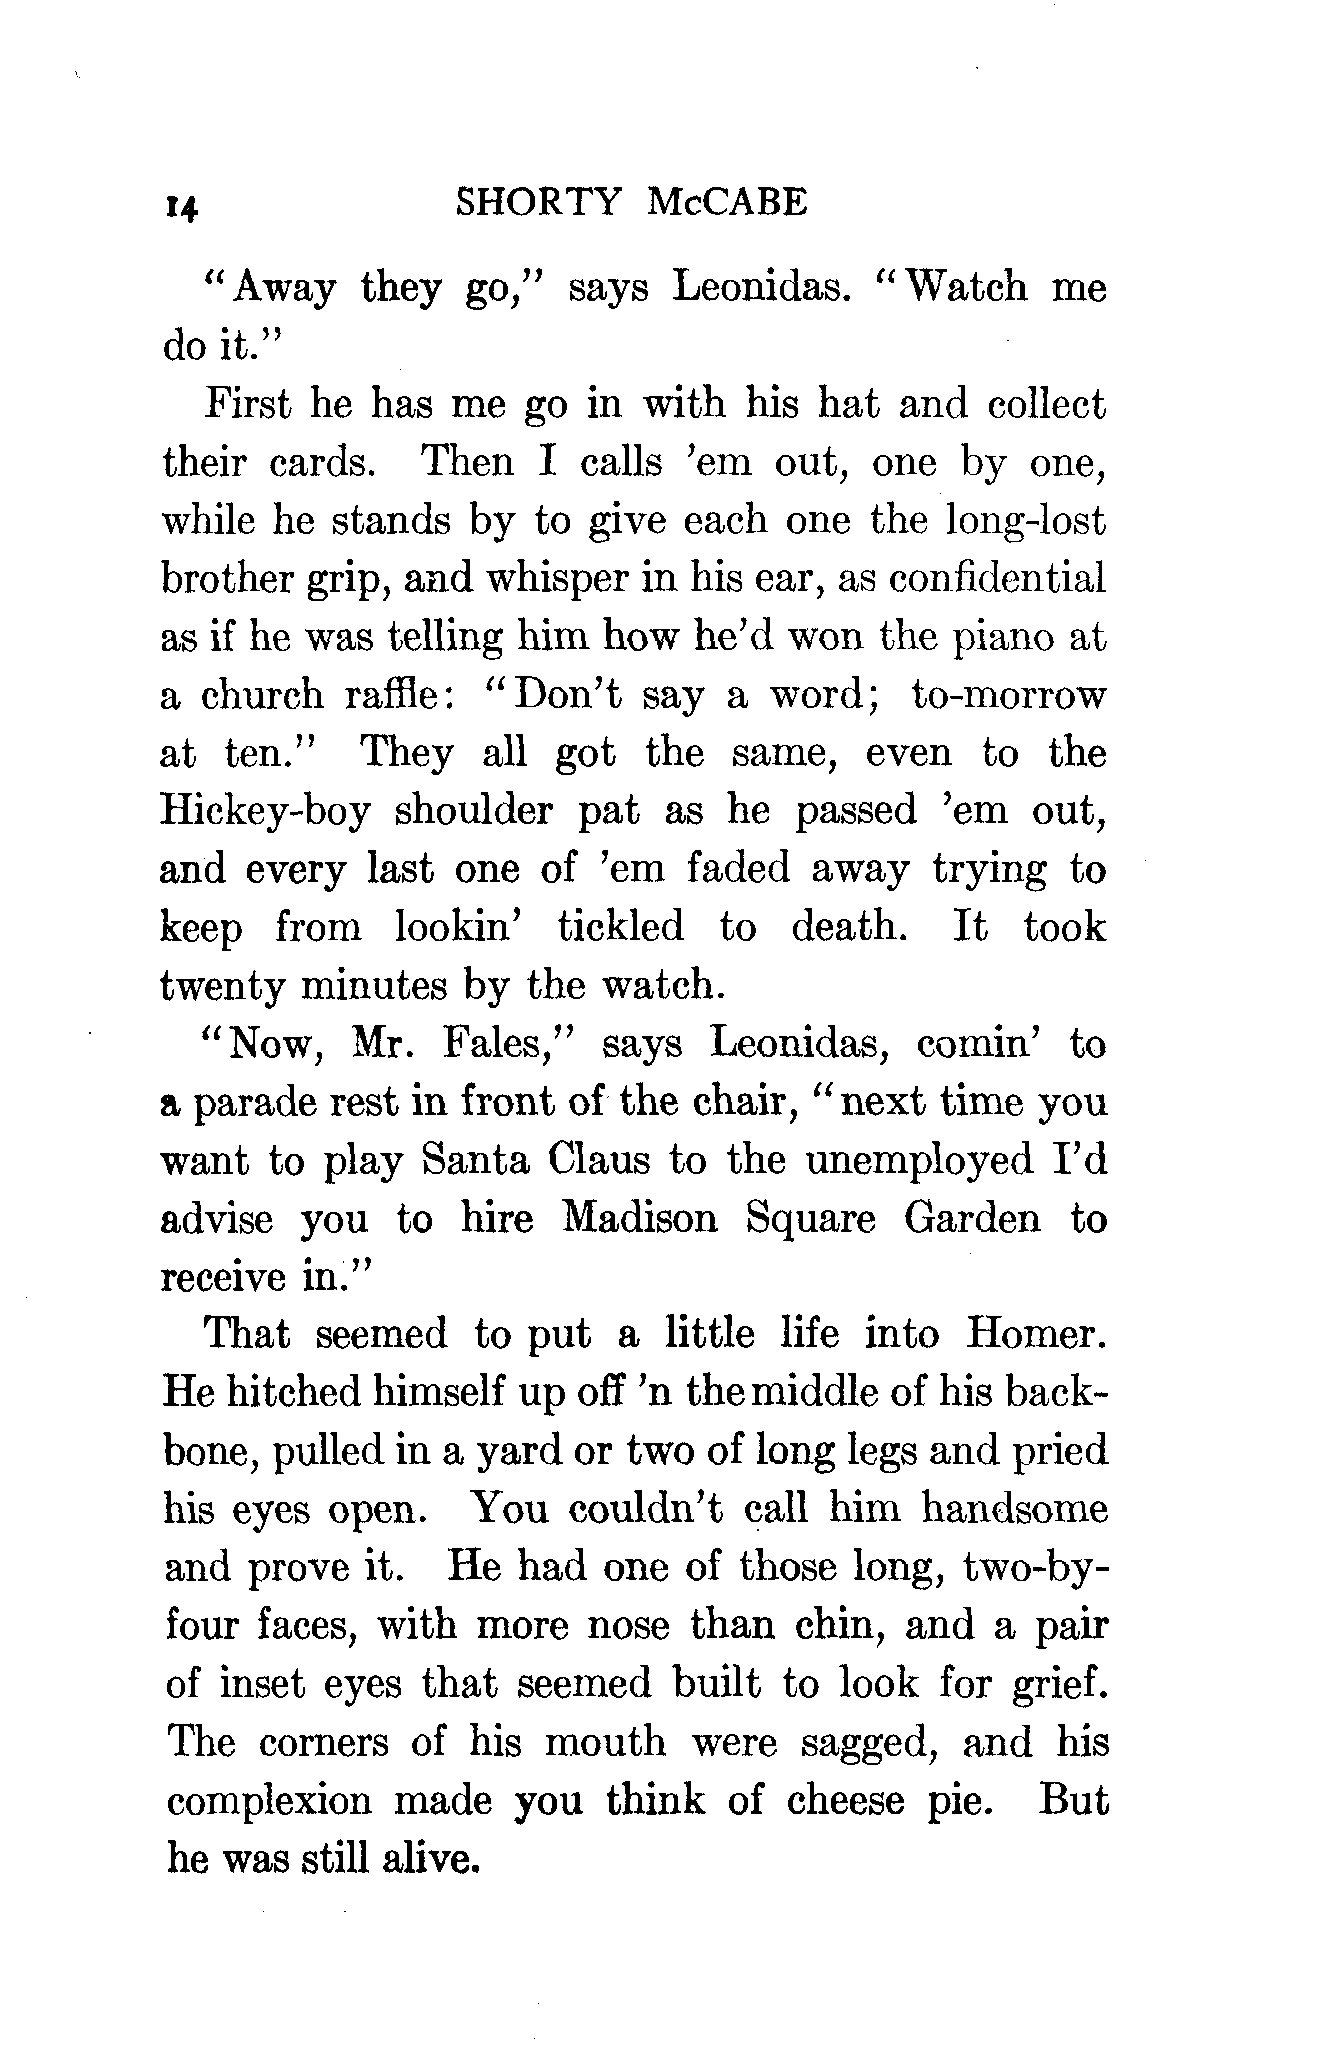 14 SHORTY McCABE
"Away they go," says Leonidas. "Watch me
do it."
First he has me go in with his hat and collect
their cards. Then I calls 'em out, one by one,
while he stands by to give each one the long-lost
brother grip, and whisper in his ear, as confidential
as if he was telling him how he'd won the piano at
a church raffle: "Don't say a word; to-morrow
at ten." They all got the same, even to the
Hickey-boy shoulder pat as he passed 'em out,
and every last one of 'em faded away trying to
keep from lookin' tickled to death. It took
twenty minutes by the watch.
"Now, Mr. Fales," says Leonidas, comin' to
a parade rest in front of the chair, "next time you
want to play Santa Claus to the unemployed I'd
advise you to hire Madison Square Garden to
receive in."
That seemed to put a little life into Homer.
He hitched himself up off 'n the middle of his back-
bone, pulled in a yard or two of long legs and pried
his eyes open. You couldn't call him handsome
and prove it. He had one of those long, two-by-
four faces, with more nose than chin, and a pair
of inset eyes that seemed built to look for grief.
The corners of his mouth were sagged, and his
complexion made you think of cheese pie. But
he was still alive.